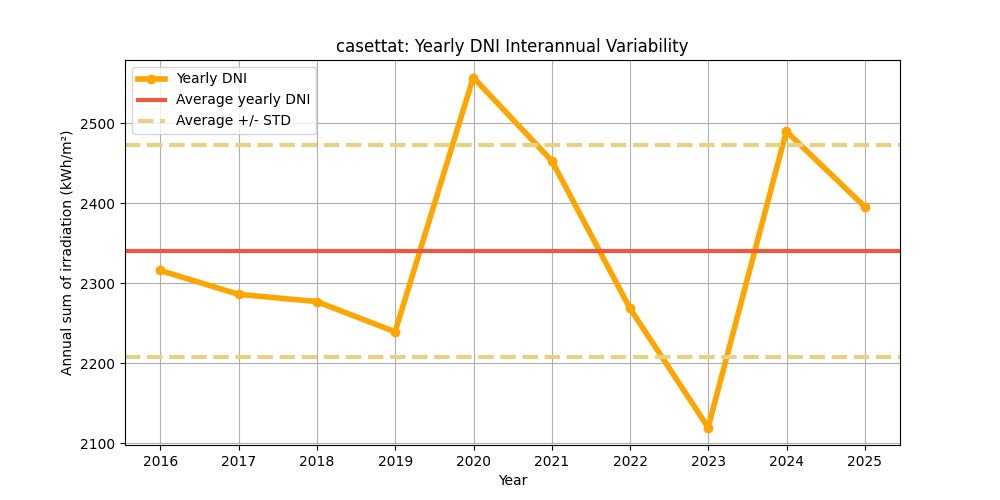 casettat: Yearly DNI Interannual Variability
Yearly DNI
Average yearly DNI
Average +/- STD
Annual sum of irradiation (kWh/m²)
2500
2400
2300
2200
2100
2016 2017 2018 2019 2020 2021 2022 2023 2024 2025
Year